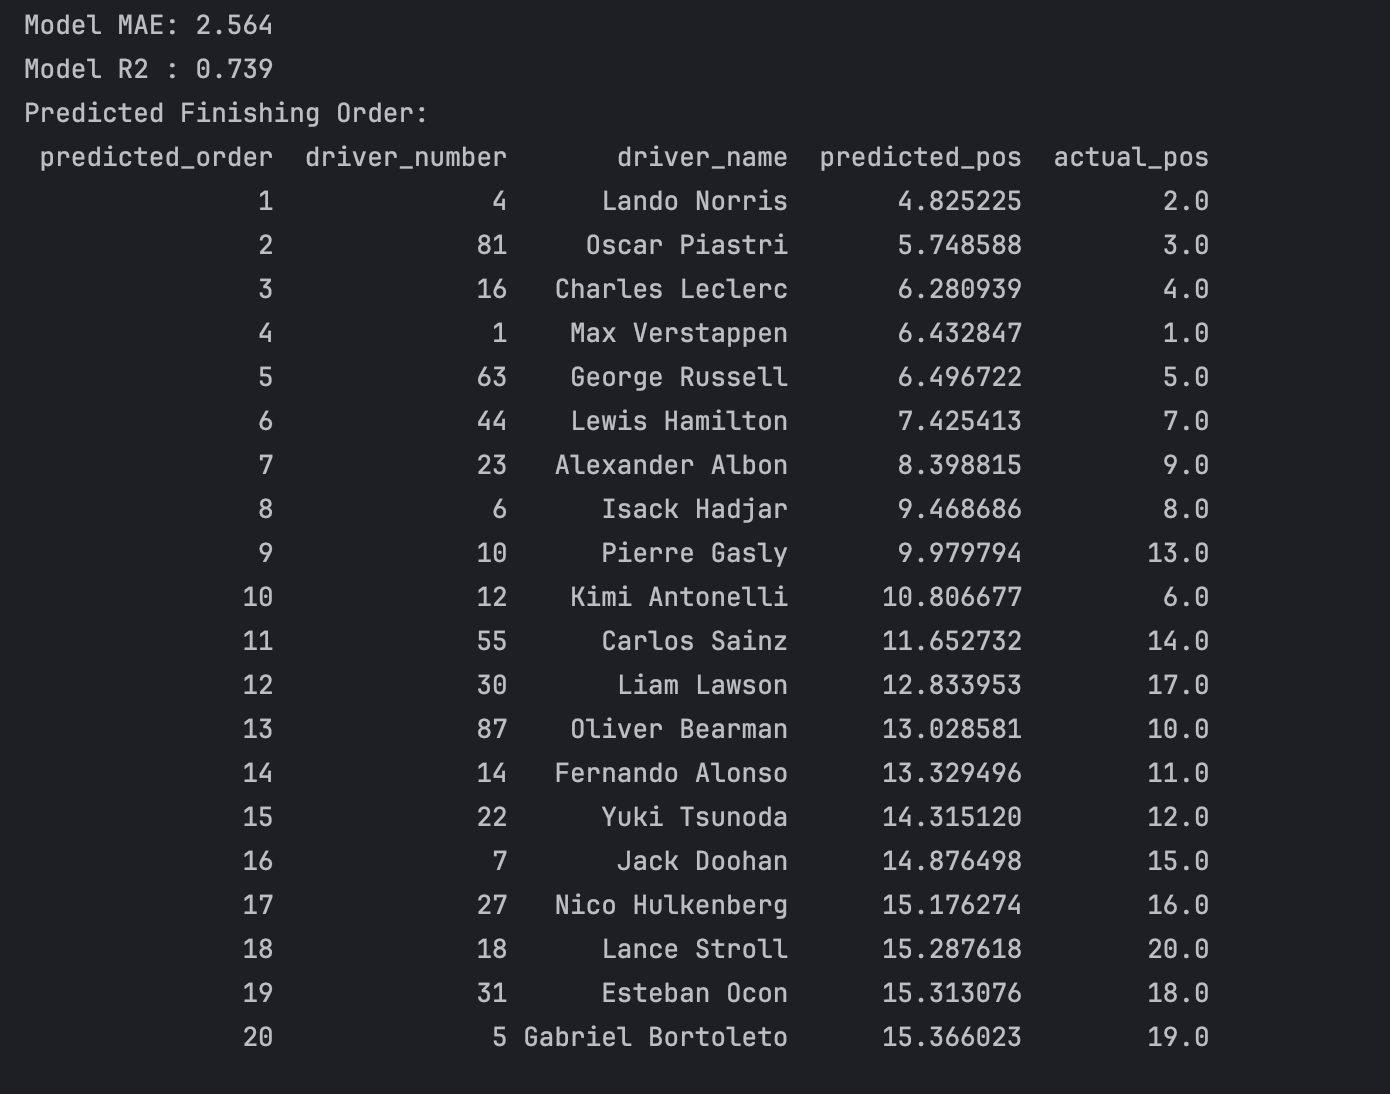 Model MAE: 2.564
Model R2 : 0.739
Predicted Finishing Order:
predicted_order driver_number driver_name predicted_pos actual_pos
1 4 Lando Norris 4.825225 2.0
2 81 Oscar Piastri 5.748588 3.0
3 16 Charles Leclerc 6.280939 4.0
4 1 Max Verstappen 6.432847 1.0
5 63 George Russell 6.496722 5.0
6 44 Lewis Hamilton 7.425413 7.0
7 23 Alexander Albon 8.398815 9.0
8 6 Isack Hadjar 9.468686 8.0
9 10 Pierre Gasly 9.979794 13.0
10 12 Kimi Antonelli 10.806677 6.0
11 55 Carlos Sainz 11.652732 14.0
12 30 Liam Lawson 12.833953 17.0
13 87 Oliver Bearman 13.028581 10.0
14 14 Fernando Alonso 13.329496 11.0
15 22 Yuki Tsunoda 14.315120 12.0
16 7 Jack Doohan 14.876498 15.0
17 27 Nico Hulkenberg 15.176274 16.0
18 18 Lance Stroll 15.287618 20.0
19 31 Esteban Ocon 15.313076 18.0
20 5 Gabriel Bortoleto 15.366023 19.0